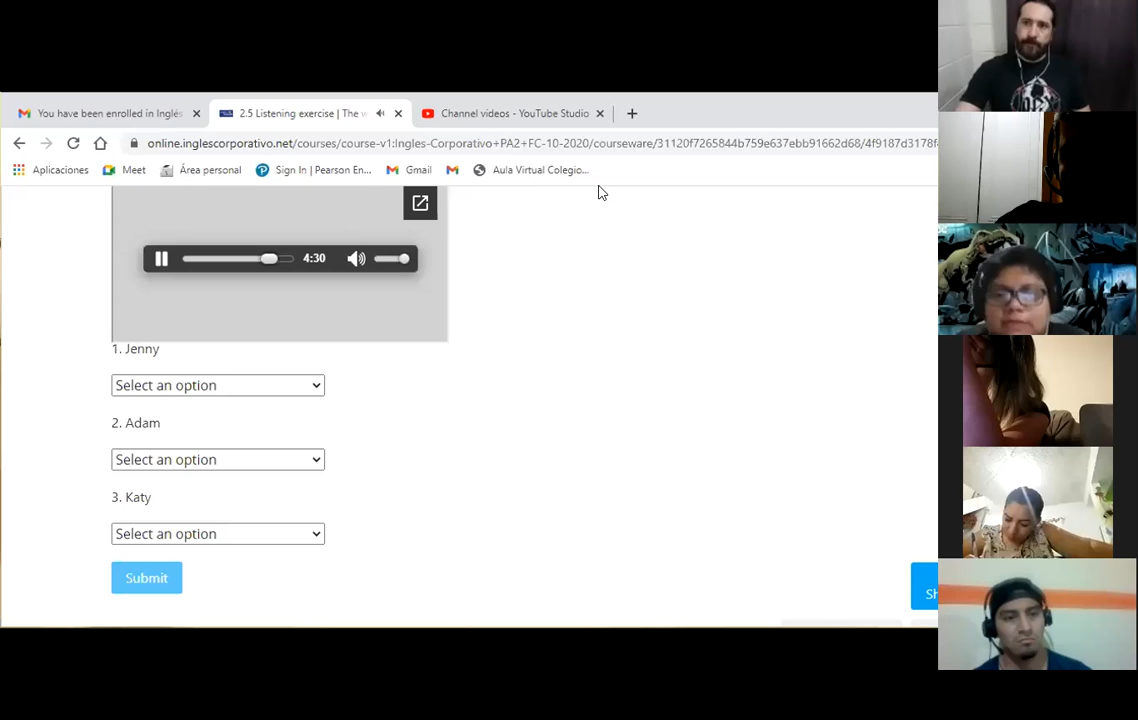 You have been enrolled in Inglés
2.5 Listening exercise | The w
Channel videos - YouTube Studio
online.inglescorporativo.net/courses/course-v1:Ingles-Corporativo+PA2+FC-10-2020/courseware/31120f7265844b759e637ebb91662d68/4f9187d3178f
Aplicaciones
Meet
Área personal
Sign In | Pearson En...
Gmail
Aula Virtual Colegio...
4:30
1. Jenny
Select an option
2. Adam
Select an option
3. Katy
Select an option
Submit
Sh